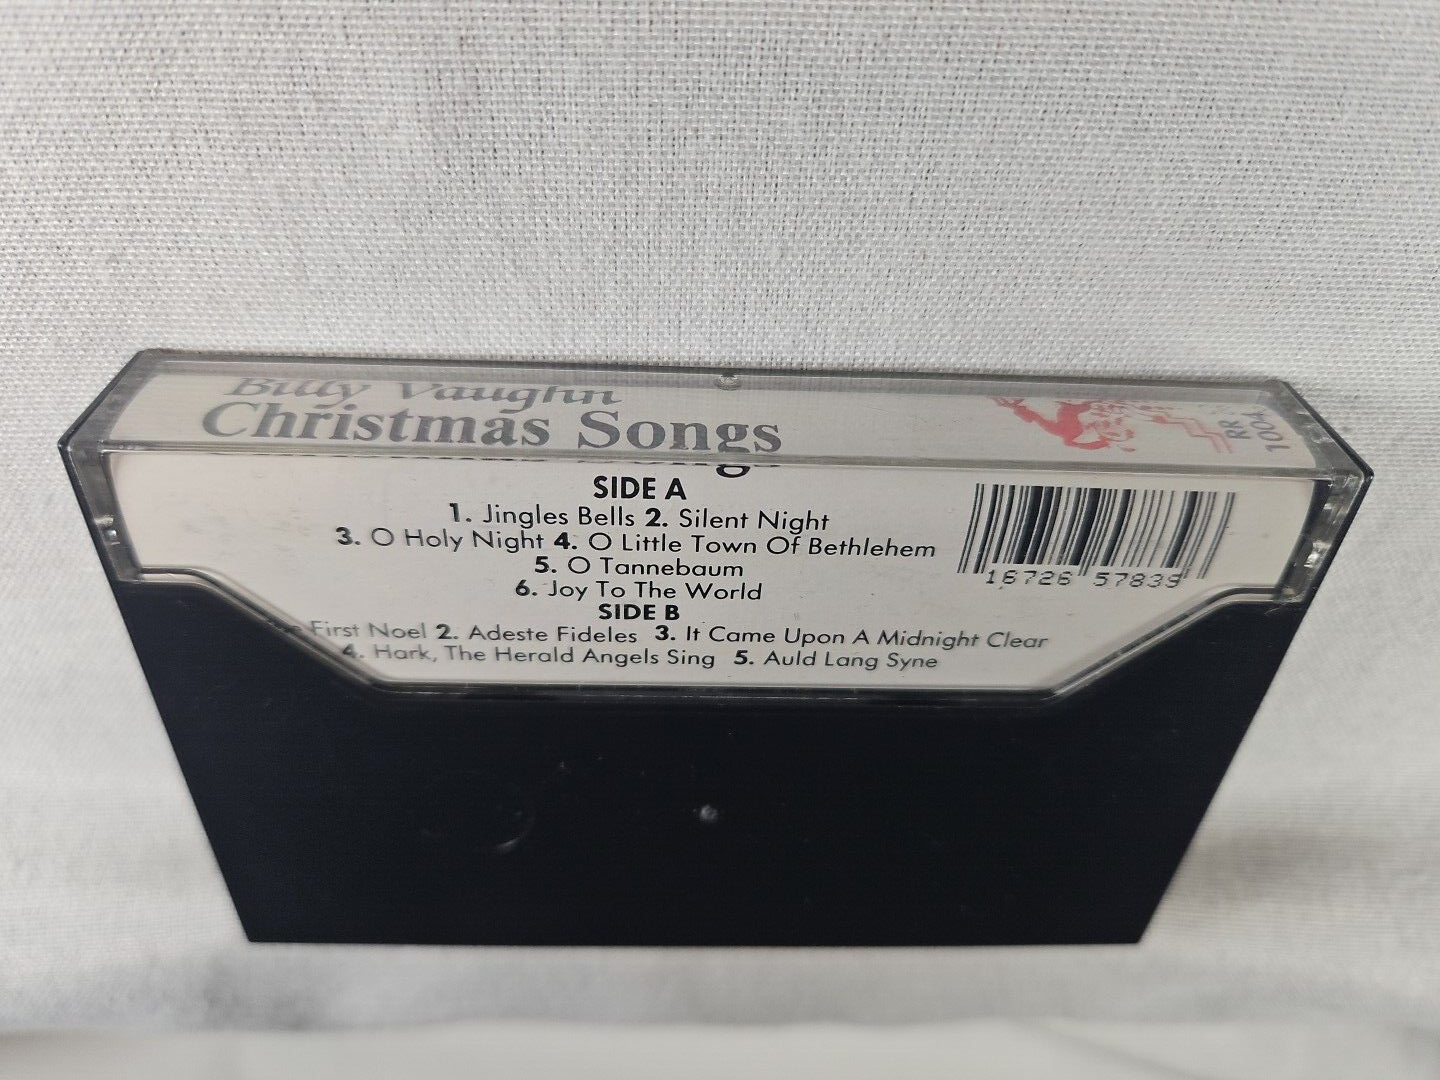 Billy Vaughn
Christmas Songs
RR
1004
SIDE A
1. Jingles Bells 2. Silent Night
3. O Holy Night 4. O Little Town Of Bethlehem
5. O Tannebaum
6. Joy To The World
SIDE B
First Noel 2. Adeste Fideles 3. It Came Upon A Midnight Clear
4. Hark, The Herald Angels Sing 5. Auld Lang Syne
16726 57839